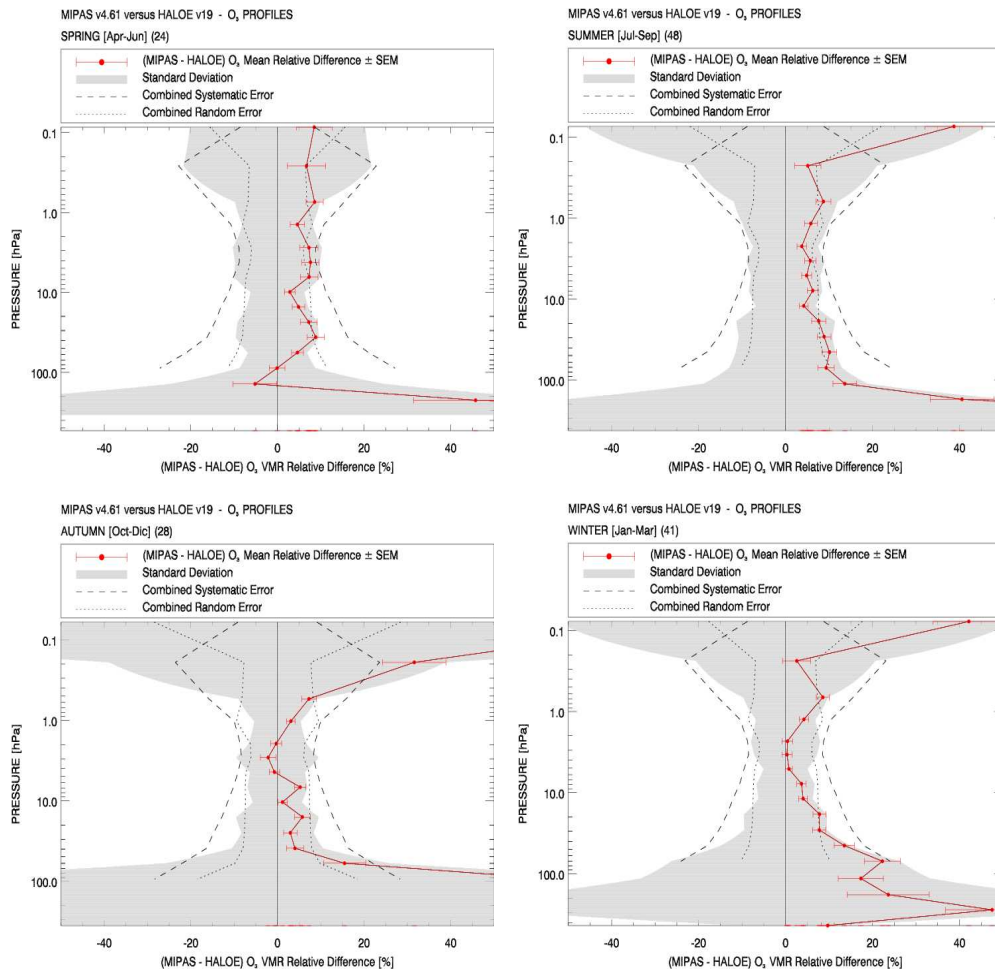 MIPAS v4.61 versus HALOE v19 - O₃ PROFILES
SPRING [Apr-Jun] (24)
(MIPAS - HALOE) O₃ Mean Relative Difference ± SEM
Standard Deviation
Combined Systematic Error
Combined Random Error
0.1
1.0
10.0
100.0
PRESSURE [hPa]
-40 -20 0 20 40
(MIPAS - HALOE) O₃ VMR Relative Difference [%]
MIPAS v4.61 versus HALOE v19 - O₃ PROFILES
SUMMER [Jul-Sep] (48)
(MIPAS - HALOE) O₃ Mean Relative Difference ± SEM
Standard Deviation
Combined Systematic Error
Combined Random Error
0.1
1.0
10.0
100.0
PRESSURE [hPa]
-40 -20 0 20 40
(MIPAS - HALOE) O₃ VMR Relative Difference [%]
MIPAS v4.61 versus HALOE v19 - O₃ PROFILES
AUTUMN [Oct-Dic] (28)
(MIPAS - HALOE) O₃ Mean Relative Difference ± SEM
Standard Deviation
Combined Systematic Error
Combined Random Error
0.1
1.0
10.0
100.0
PRESSURE [hPa]
-40 -20 0 20 40
(MIPAS - HALOE) O₃ VMR Relative Difference [%]
MIPAS v4.61 versus HALOE v19 - O₃ PROFILES
WINTER [Jan-Mar] (41)
(MIPAS - HALOE) O₃ Mean Relative Difference ± SEM
Standard Deviation
Combined Systematic Error
Combined Random Error
0.1
1.0
10.0
100.0
PRESSURE [hPa]
-40 -20 0 20 40
(MIPAS - HALOE) O₃ VMR Relative Difference [%]